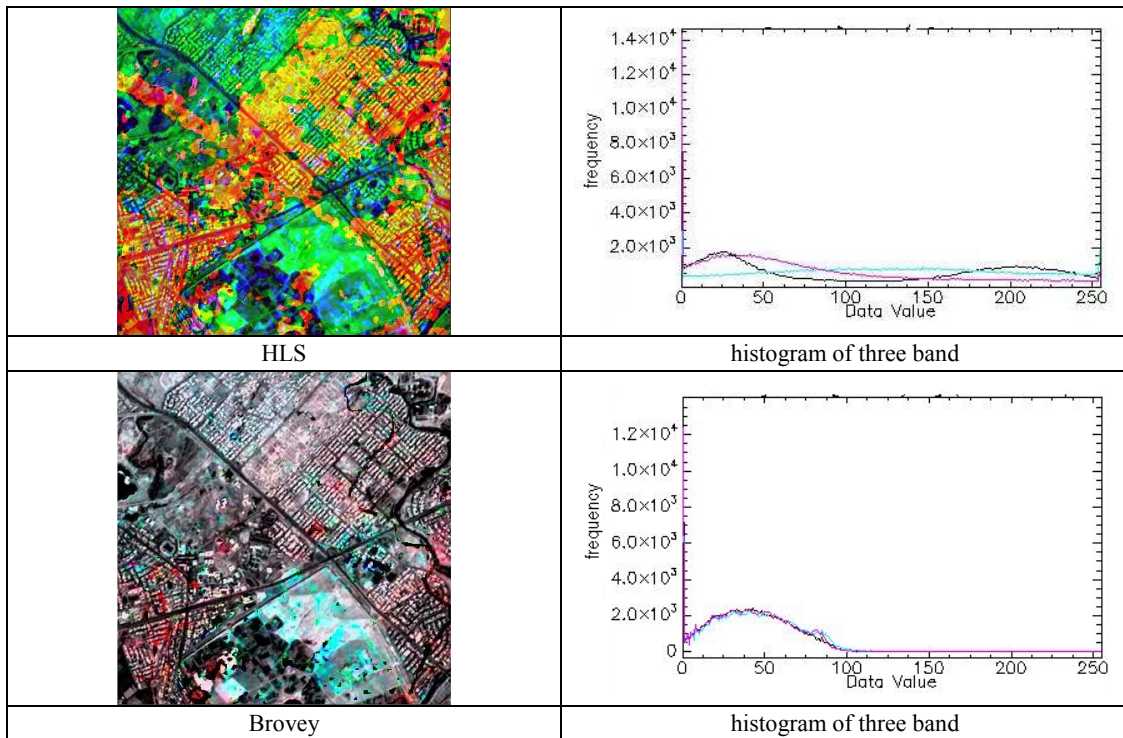 1.4×10⁴
1.2×10⁴
1.0×10⁴
8.0×10³
6.0×10³
4.0×10³
2.0×10³
frequency
0 50 100 150 200 250
Data Value
HLS histogram of three band
1.2×10⁴
1.0×10⁴
8.0×10³
6.0×10³
4.0×10³
2.0×10³
0
frequency
0 50 100 150 200 250
Data Value
Brovey histogram of three band